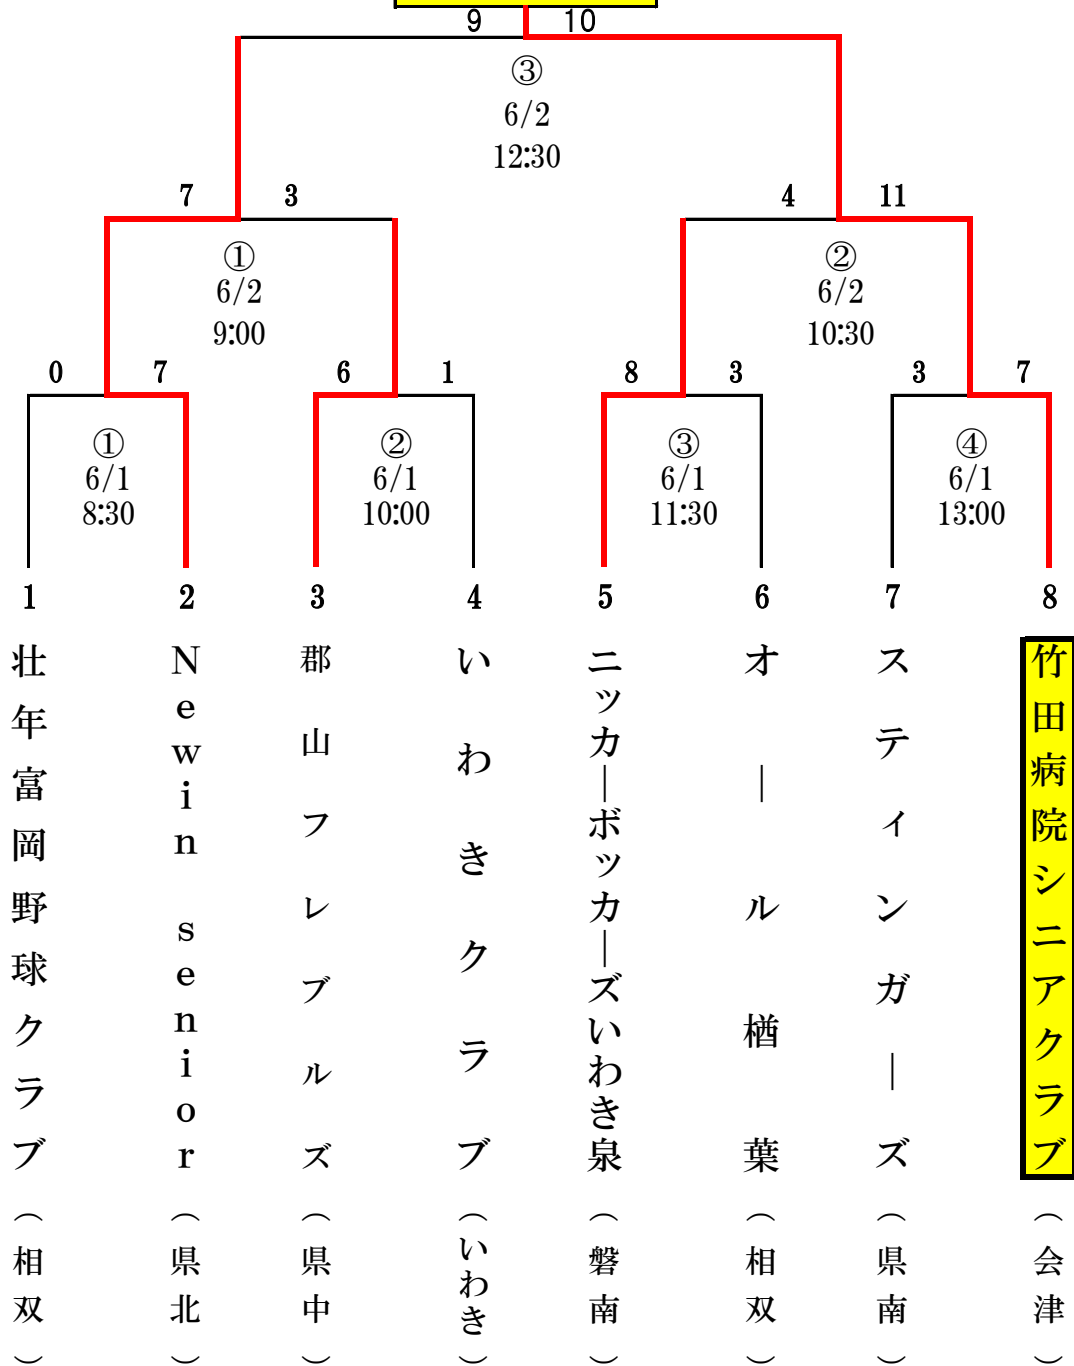 9 10
③
6/2
12:30
7 3 4 11
① ②
6/2 6/2
9:00 10:30
0 7 6 1 8 3 3 7
① ② ③ ④
6/1 6/1 6/1 6/1
8:30 10:00 11:30 13:00
1 2 3 4 5 6 7 8
壮年富岡野球クラブ（相双）
Newin senior（県北）
郡山フレブルズ（県中）
いわきクラブ（いわき）
ニッカーボッカーズいわき泉（磐南）
オール楢葉（相双）
スティンガーズ（県南）
竹田病院シニアクラブ（会津）